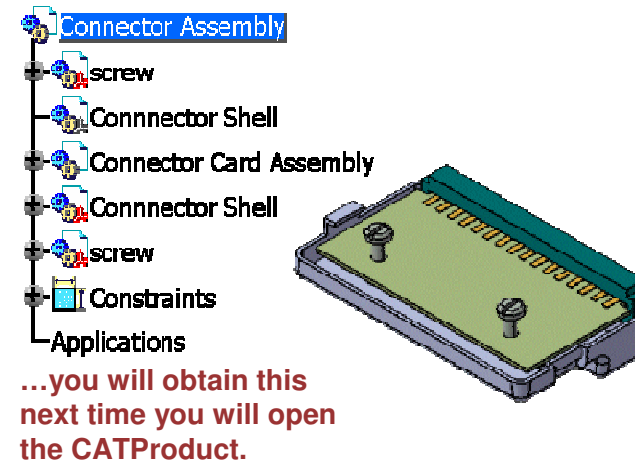 Connector Assembly
screw
Connnector Shell
Connector Card Assembly
Connnector Shell
screw
Constraints
Applications
…you will obtain this
next time you will open
the CATProduct.